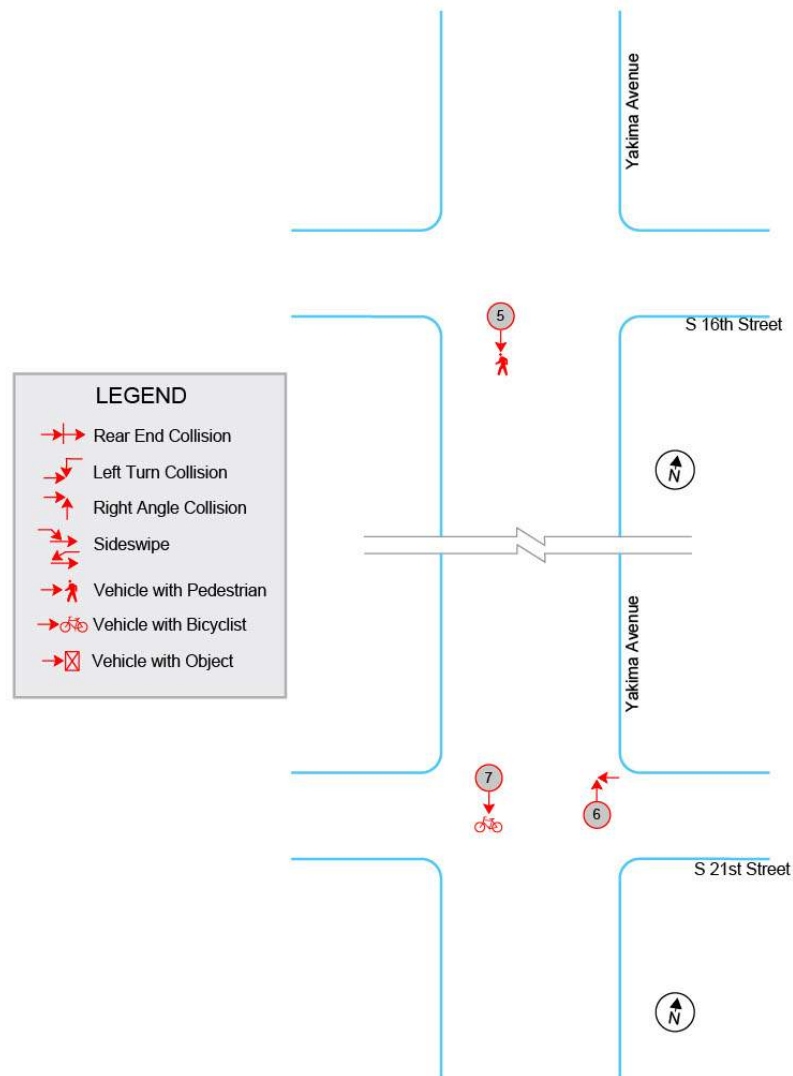 Yakima Avenue
5
S 16th Street
LEGEND
Rear End Collision
Left Turn Collision
Right Angle Collision
Sideswipe
Vehicle with Pedestrian
Vehicle with Bicyclist
Vehicle with Object
N
Yakima Avenue
7
6
S 21st Street
N